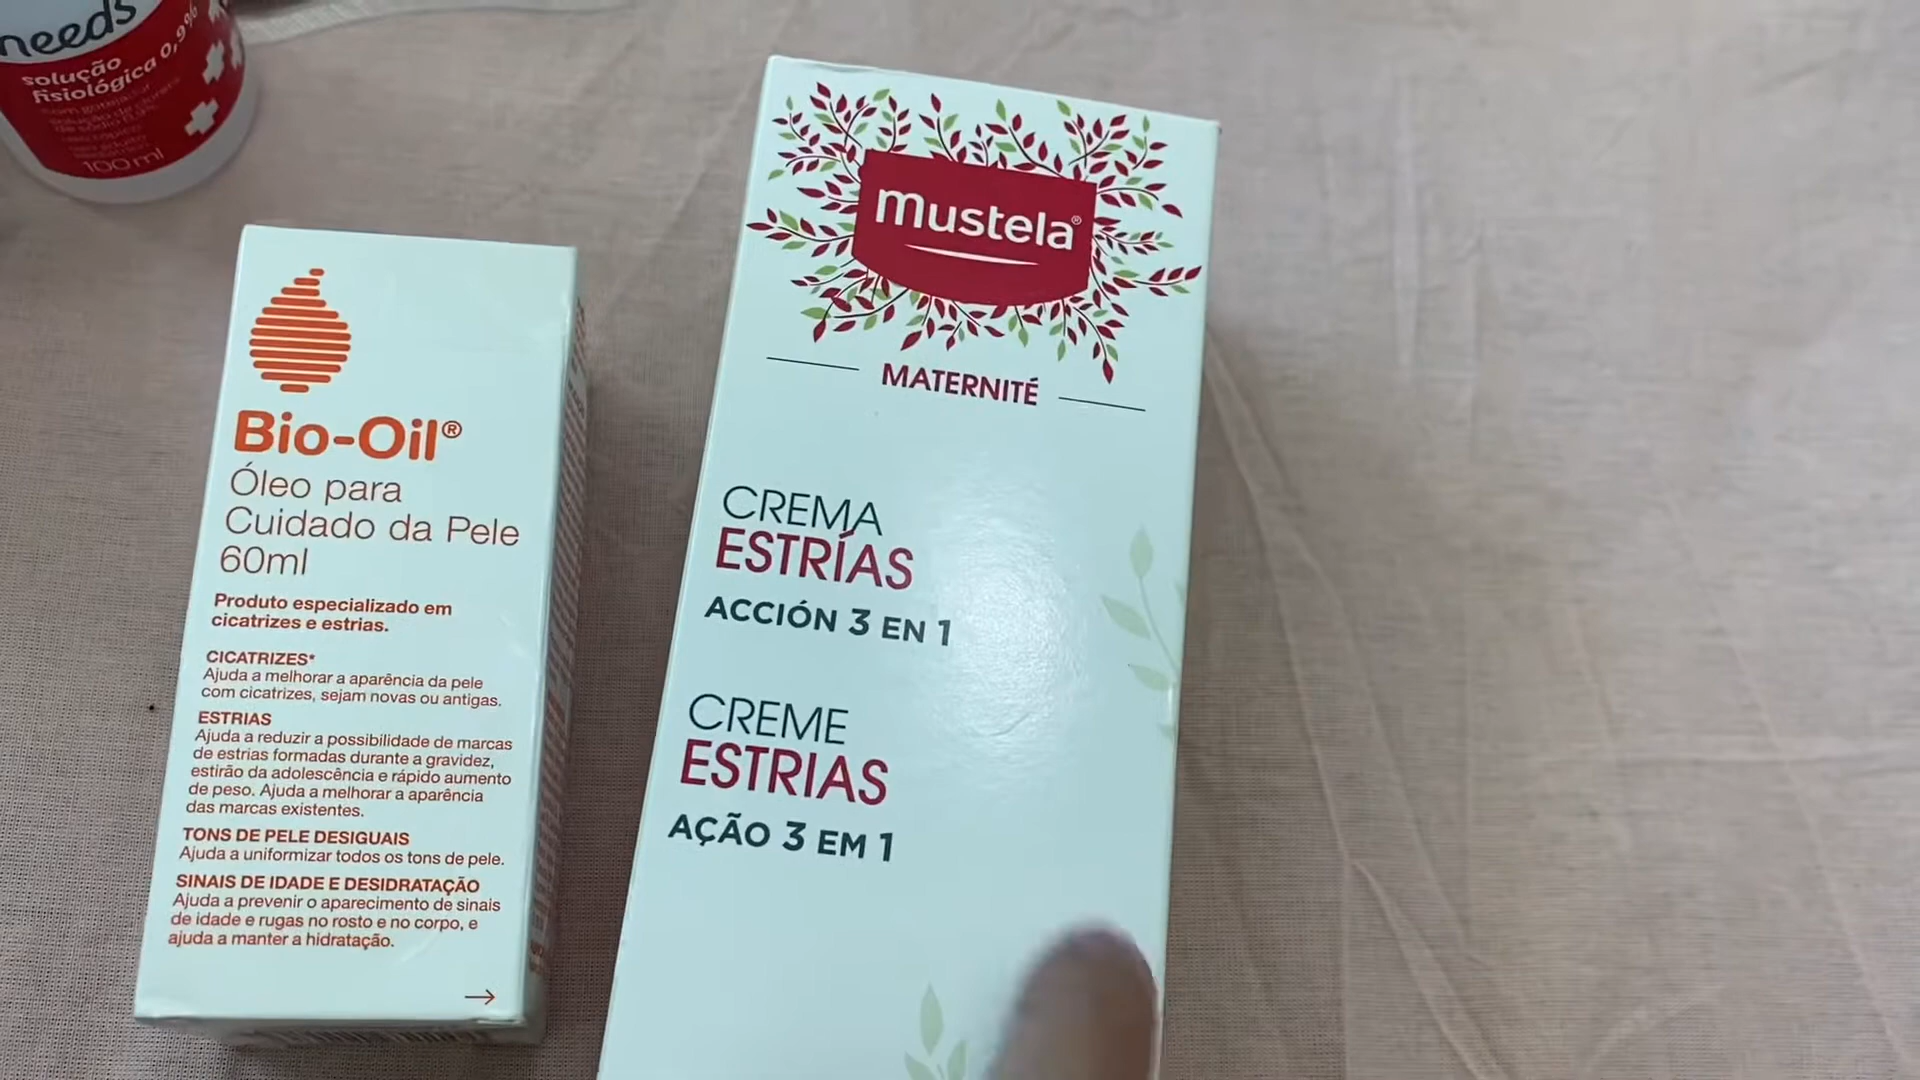 needs
solução
fisiológica 0,9%
100ml
Bio-Oil®
Óleo para
Cuidado da Pele
60ml
Produto especializado em
cicatrizes e estrias.
CICATRIZES*
Ajuda a melhorar a aparência da pele
com cicatrizes, sejam novas ou antigas.
ESTRIAS
Ajuda a reduzir a possibilidade de marcas
de estrias formadas durante a gravidez,
estirão da adolescência e rápido aumento
de peso. Ajuda a melhorar a aparência
das marcas existentes.
TONS DE PELE DESIGUAIS
Ajuda a uniformizar todos os tons de pele.
SINAIS DE IDADE E DESIDRATAÇÃO
Ajuda a prevenir o aparecimento de sinais
de idade e rugas no rosto e no corpo, e
ajuda a manter a hidratação.
mustela®
MATERNITÉ
CREMA
ESTRÍAS
ACCIÓN 3 EN 1
CREME
ESTRIAS
AÇÃO 3 EM 1